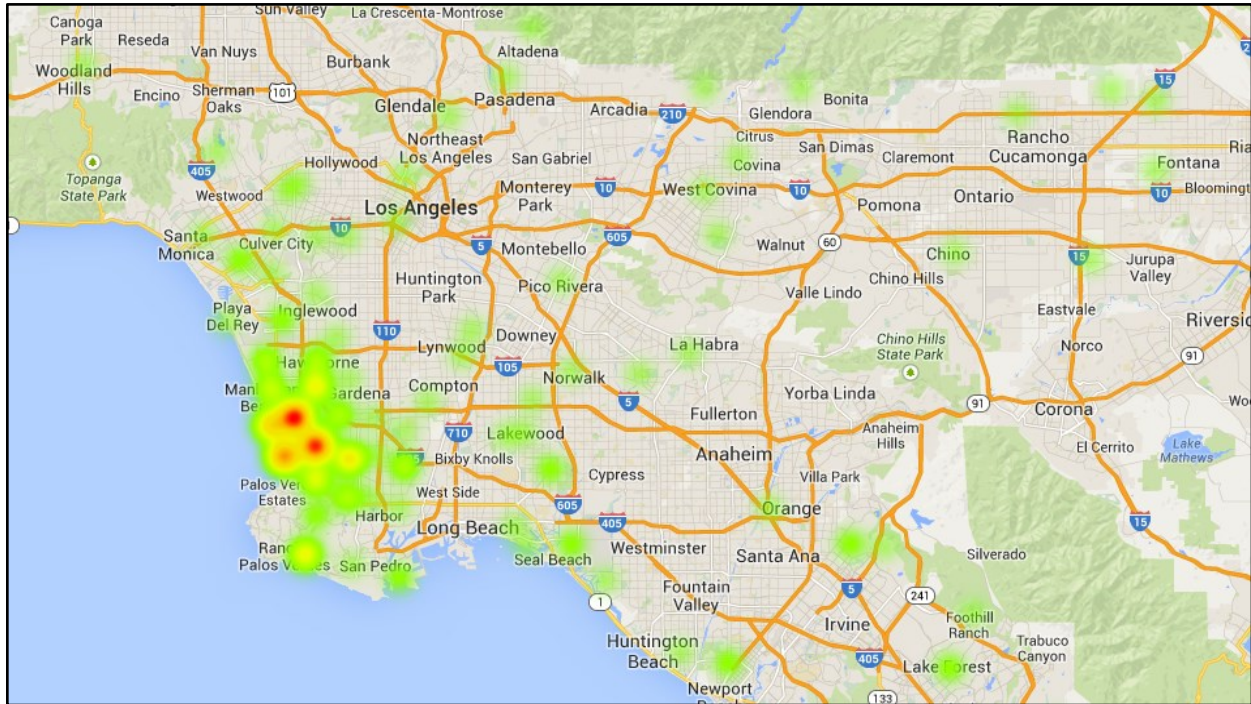 Sun Valley
La Crescenta-Montrose
Canoga
Park
Reseda
Van Nuys
Altadena
Burbank
Woodland
Hills
Encino
Sherman
Oaks
101
Glendale
Pasadena
Arcadia
210
Glendora
Bonita
15
2
Northeast
Los Angeles
Citrus
Covina
San Dimas
Rancho
Cucamonga
Ria
Topanga
State Park
405
Hollywood
San Gabriel
Claremont
Fontana
Westwood
Monterey
Park
10
West Covina
10
Ontario
10
Bloomingt
Los Angeles
Pomona
Santa
Monica
Culver City
10
5
Montebello
605
Walnut
60
Chino
15
Jurupa
Valley
Huntington
Park
Pico Rivera
Chino Hills
Valle Lindo
Playa
Del Rey
Inglewood
110
Downey
Eastvale
Riversid
Lynwood
La Habra
Chino Hills
State Park
Norco
91
105
Gardena
Compton
Norwalk
Yorba Linda
5
Fullerton
91
Corona
710
Lakewood
Anaheim
Hills
El Cerrito
Lake
Mathews
Bixby Knolls
Anaheim
Cypress
Villa Park
Estates
West Side
605
Harbor
Long Beach
405
Orange
15
Palos
San Pedro
Seal Beach
Westminster
Santa Ana
Silverado
Fountain
Valley
5
241
1
Irvine
Foothill
Ranch
Trabuco
Canyon
Huntington
Beach
405
Lake Forest
Newport
133